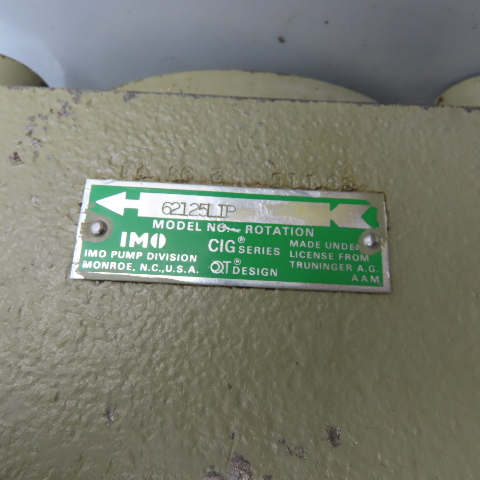 62125LIP
MODEL NO.~ROTATION
IMO
IMO PUMP DIVISION
MONROE, N.C., U.S.A.
CIG® SERIES
QT® DESIGN
MADE UNDER
LICENSE FROM
TRUNINGER A.G.
AAM